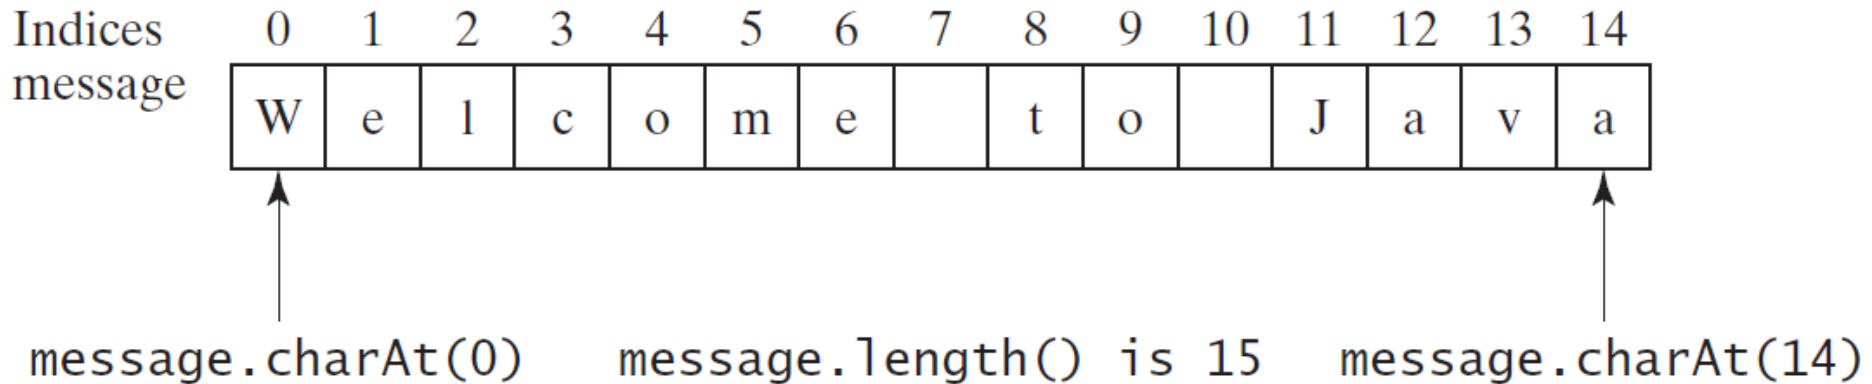 Indices 0 1 2 3 4 5 6 7 8 9 10 11 12 13 14
message W e l c o m e t o J a v a
message.charAt(0) message.length() is 15 message.charAt(14)